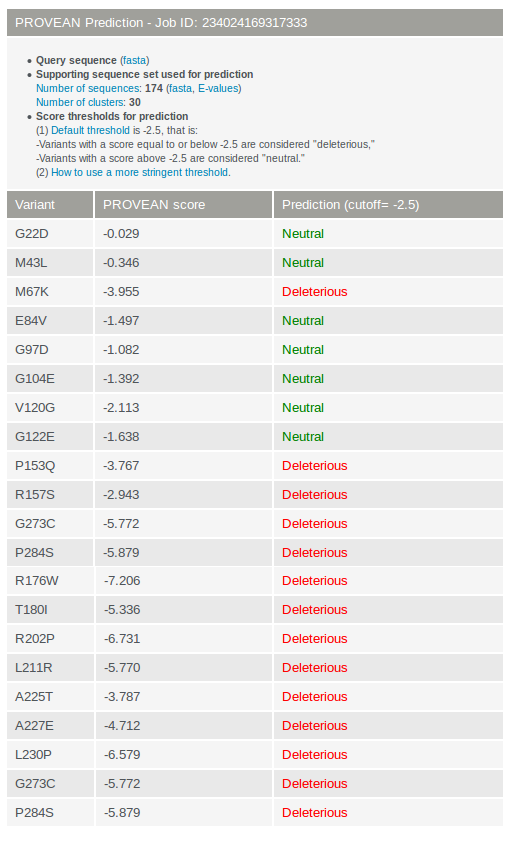 PROVEAN Prediction - Job ID: 234024169317333
• Query sequence (fasta)
• Supporting sequence set used for prediction
Number of sequences: 174 (fasta, E-values)
Number of clusters: 30
• Score thresholds for prediction
(1) Default threshold is -2.5, that is:
-Variants with a score equal to or below -2.5 are considered "deleterious,"
-Variants with a score above -2.5 are considered "neutral."
(2) How to use a more stringent threshold.
Variant PROVEAN score Prediction (cutoff= -2.5)
G22D -0.029 Neutral
M43L -0.346 Neutral
M67K -3.955 Deleterious
E84V -1.497 Neutral
G97D -1.082 Neutral
G104E -1.392 Neutral
V120G -2.113 Neutral
G122E -1.638 Neutral
P153Q -3.767 Deleterious
R157S -2.943 Deleterious
G273C -5.772 Deleterious
P284S -5.879 Deleterious
R176W -7.206 Deleterious
T180I -5.336 Deleterious
R202P -6.731 Deleterious
L211R -5.770 Deleterious
A225T -3.787 Deleterious
A227E -4.712 Deleterious
L230P -6.579 Deleterious
G273C -5.772 Deleterious
P284S -5.879 Deleterious